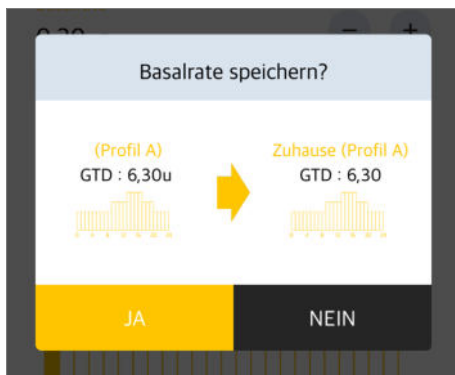 Basalrate speichern?
(Profil A)
GTD : 6,30u
Zuhause (Profil A)
GTD : 6,30
JA
NEIN